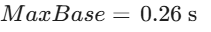 MaxBase = 0.26 s